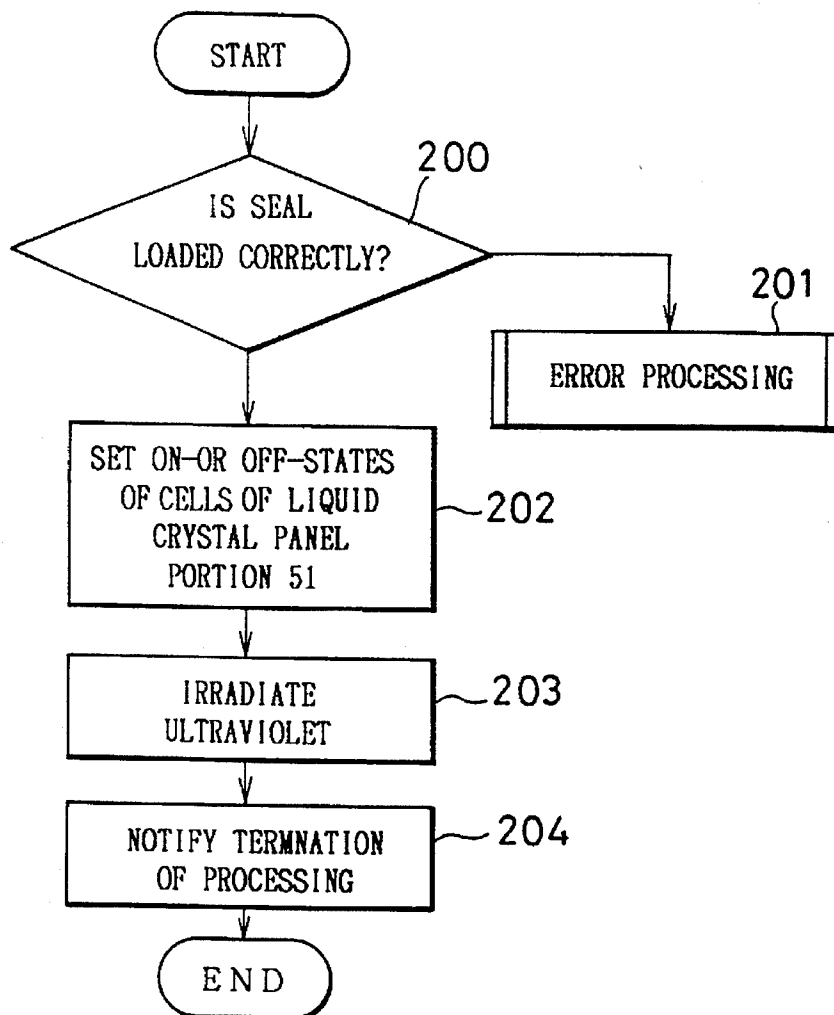 START
200
IS SEAL
LOADED CORRECTLY?
201
ERROR PROCESSING
SET ON-OR OFF-STATES
OF CELLS OF LIQUID
CRYSTAL PANEL
PORTION 51
202
IRRADIATE
ULTRAVIOLET
203
NOTIFY TERMNATION
OF PROCESSING
204
END